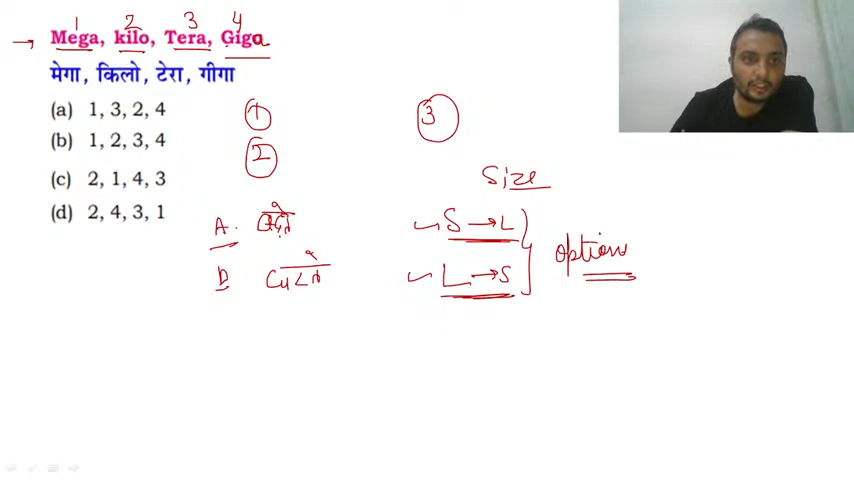 1 2 3 4
Mega, kilo, Tera, Giga
मेगा, किलो, टेरा, गीगा
(a) 1, 3, 2, 4
(b) 1, 2, 3, 4
(c) 2, 1, 4, 3
(d) 2, 4, 3, 1
1
2
3
Size
A.
S → L
L → S
option